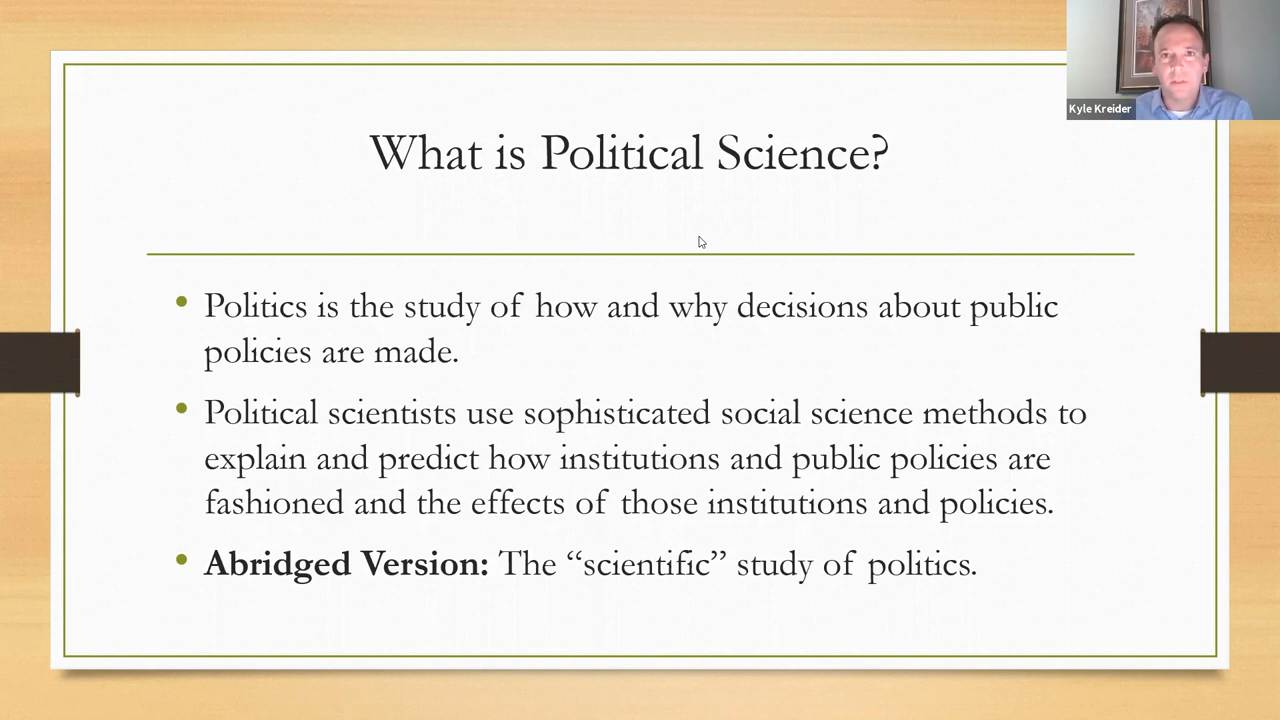 Kyle Kreider
What is Political Science?
• Politics is the study of how and why decisions about public
policies are made.
• Political scientists use sophisticated social science methods to
explain and predict how institutions and public policies are
fashioned and the effects of those institutions and policies.
• Abridged Version: The “scientific” study of politics.